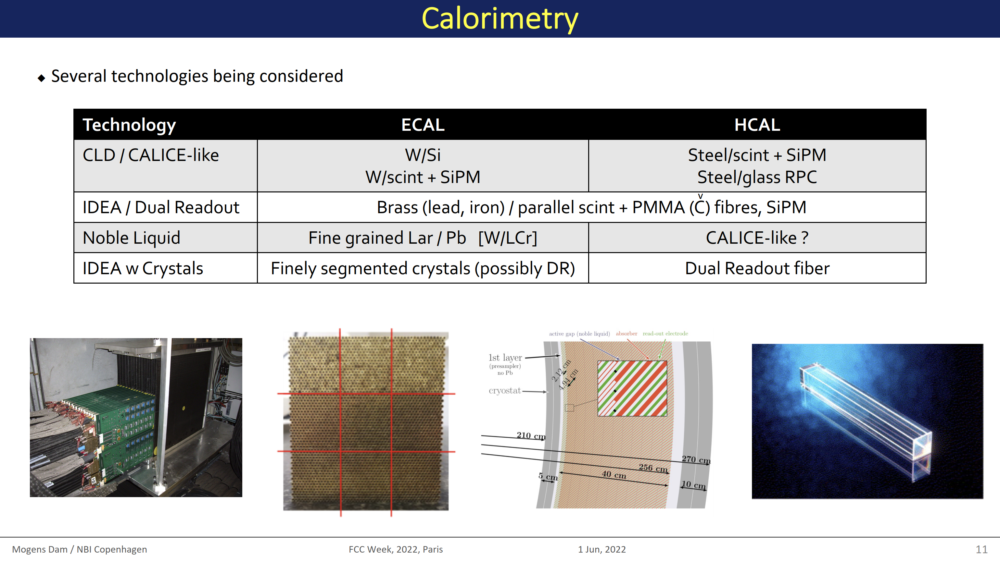 Calorimetry
◆ Several technologies being considered
Technology ECAL HCAL
CLD / CALICE-like W/Si Steel/scint + SiPM
W/scint + SiPM Steel/glass RPC
IDEA / Dual Readout Brass (lead, iron) / parallel scint + PMMA (Č) fibres, SiPM
Noble Liquid Fine grained Lar / Pb [W/LCr] CALICE-like ?
IDEA w Crystals Finely segmented crystals (possibly DR) Dual Readout fiber
active gap (noble liquid) absorber read-out electrode
1st layer
(presampler)
no Pb
2.12 cm
4.94 cm
cryostat
210 cm
270 cm
256 cm
40 cm
5 cm
10 cm
Mogens Dam / NBI Copenhagen FCC Week, 2022, Paris 1 Jun, 2022 11